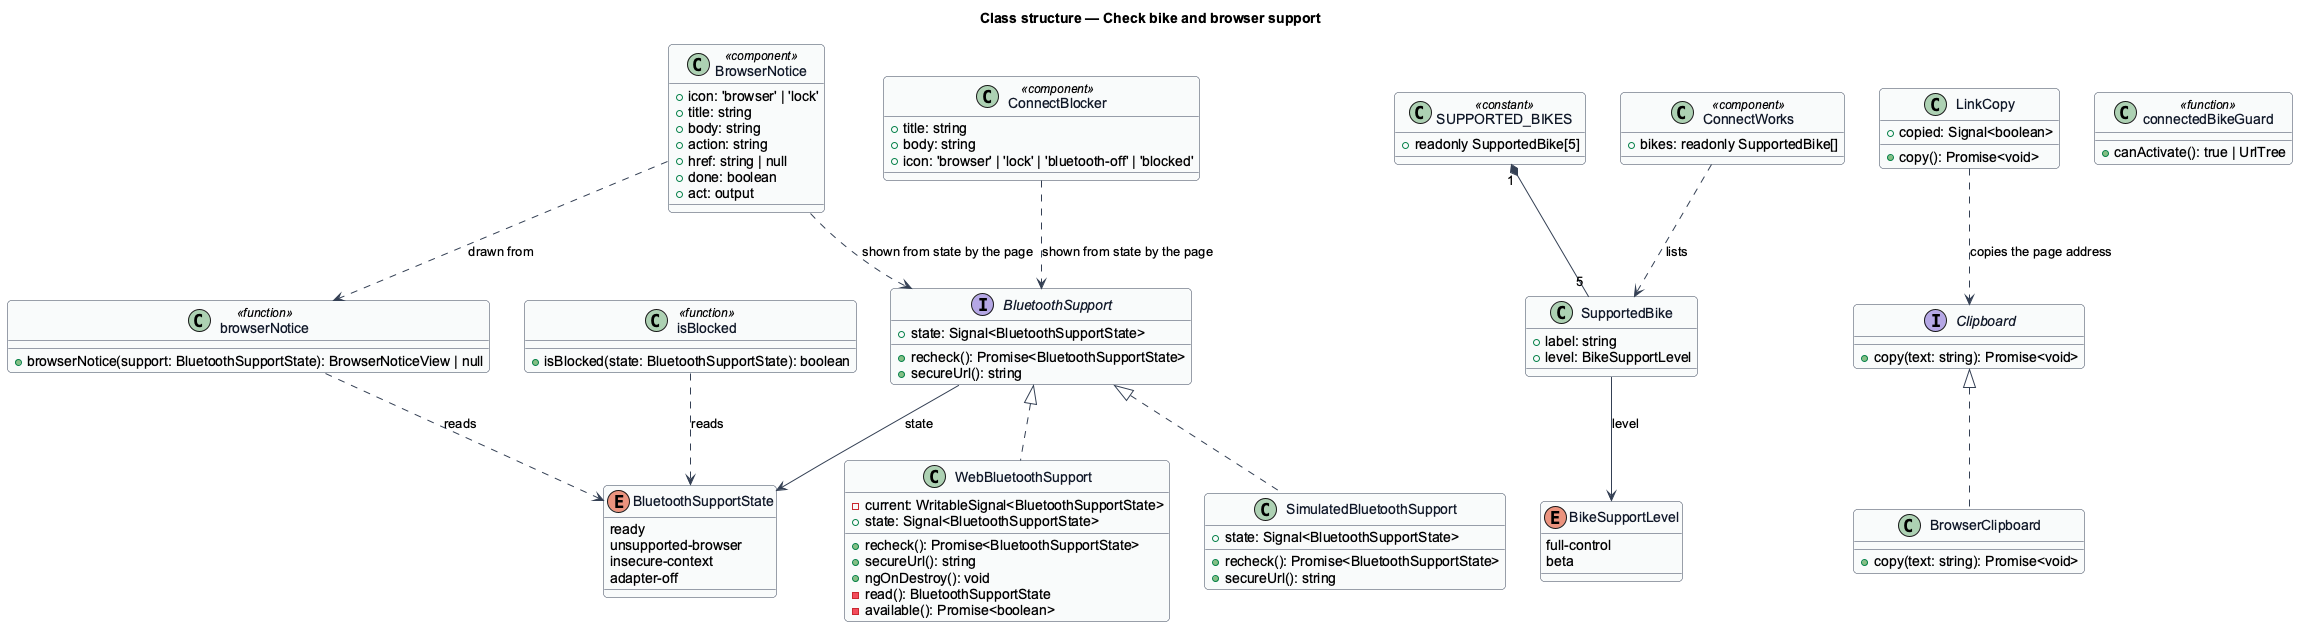 Class structure — Check bike and browser support
«component»
BrowserNotice
icon: 'browser' | 'lock'
title: string
body: string
action: string
href: string | null
done: boolean
act: output
«component»
ConnectBlocker
title: string
body: string
icon: 'browser' | 'lock' | 'bluetooth-off' | 'blocked'
«constant»
SUPPORTED_BIKES
readonly SupportedBike[5]
«component»
ConnectWorks
bikes: readonly SupportedBike[]
LinkCopy
copied: Signal<boolean>
copy(): Promise<void>
«function»
connectedBikeGuard
canActivate(): true | UrlTree
1
drawn from
shown from state by the page
shown from state by the page
lists
copies the page address
5
«function»
browserNotice
browserNotice(support: BluetoothSupportState): BrowserNoticeView | null
«function»
isBlocked
isBlocked(state: BluetoothSupportState): boolean
BluetoothSupport
state: Signal<BluetoothSupportState>
recheck(): Promise<BluetoothSupportState>
secureUrl(): string
SupportedBike
label: string
level: BikeSupportLevel
Clipboard
copy(text: string): Promise<void>
reads
reads
state
level
BluetoothSupportState
ready
unsupported-browser
insecure-context
adapter-off
WebBluetoothSupport
current: WritableSignal<BluetoothSupportState>
state: Signal<BluetoothSupportState>
recheck(): Promise<BluetoothSupportState>
secureUrl(): string
ngOnDestroy(): void
read(): BluetoothSupportState
available(): Promise<boolean>
SimulatedBluetoothSupport
state: Signal<BluetoothSupportState>
recheck(): Promise<BluetoothSupportState>
secureUrl(): string
BikeSupportLevel
full-control
beta
BrowserClipboard
copy(text: string): Promise<void>